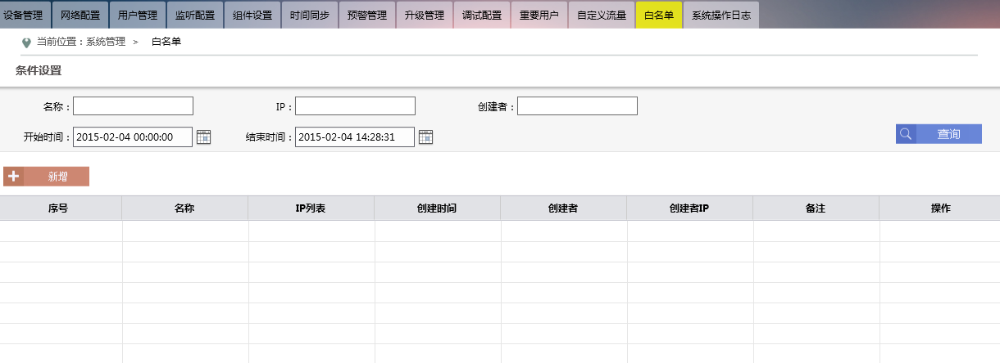 设备管理 网络配置 用户管理 监听配置 组件设置 时间同步 预警管理 升级管理 调试配置 重要用户 自定义流量 白名单 系统操作日志
当前位置：系统管理 > 白名单
条件设置
名称： IP： 创建者：
开始时间： 2015-02-04 00:00:00 结束时间： 2015-02-04 14:28:31 查询
新增
序号 名称 IP列表 创建时间 创建者 创建者IP 备注 操作